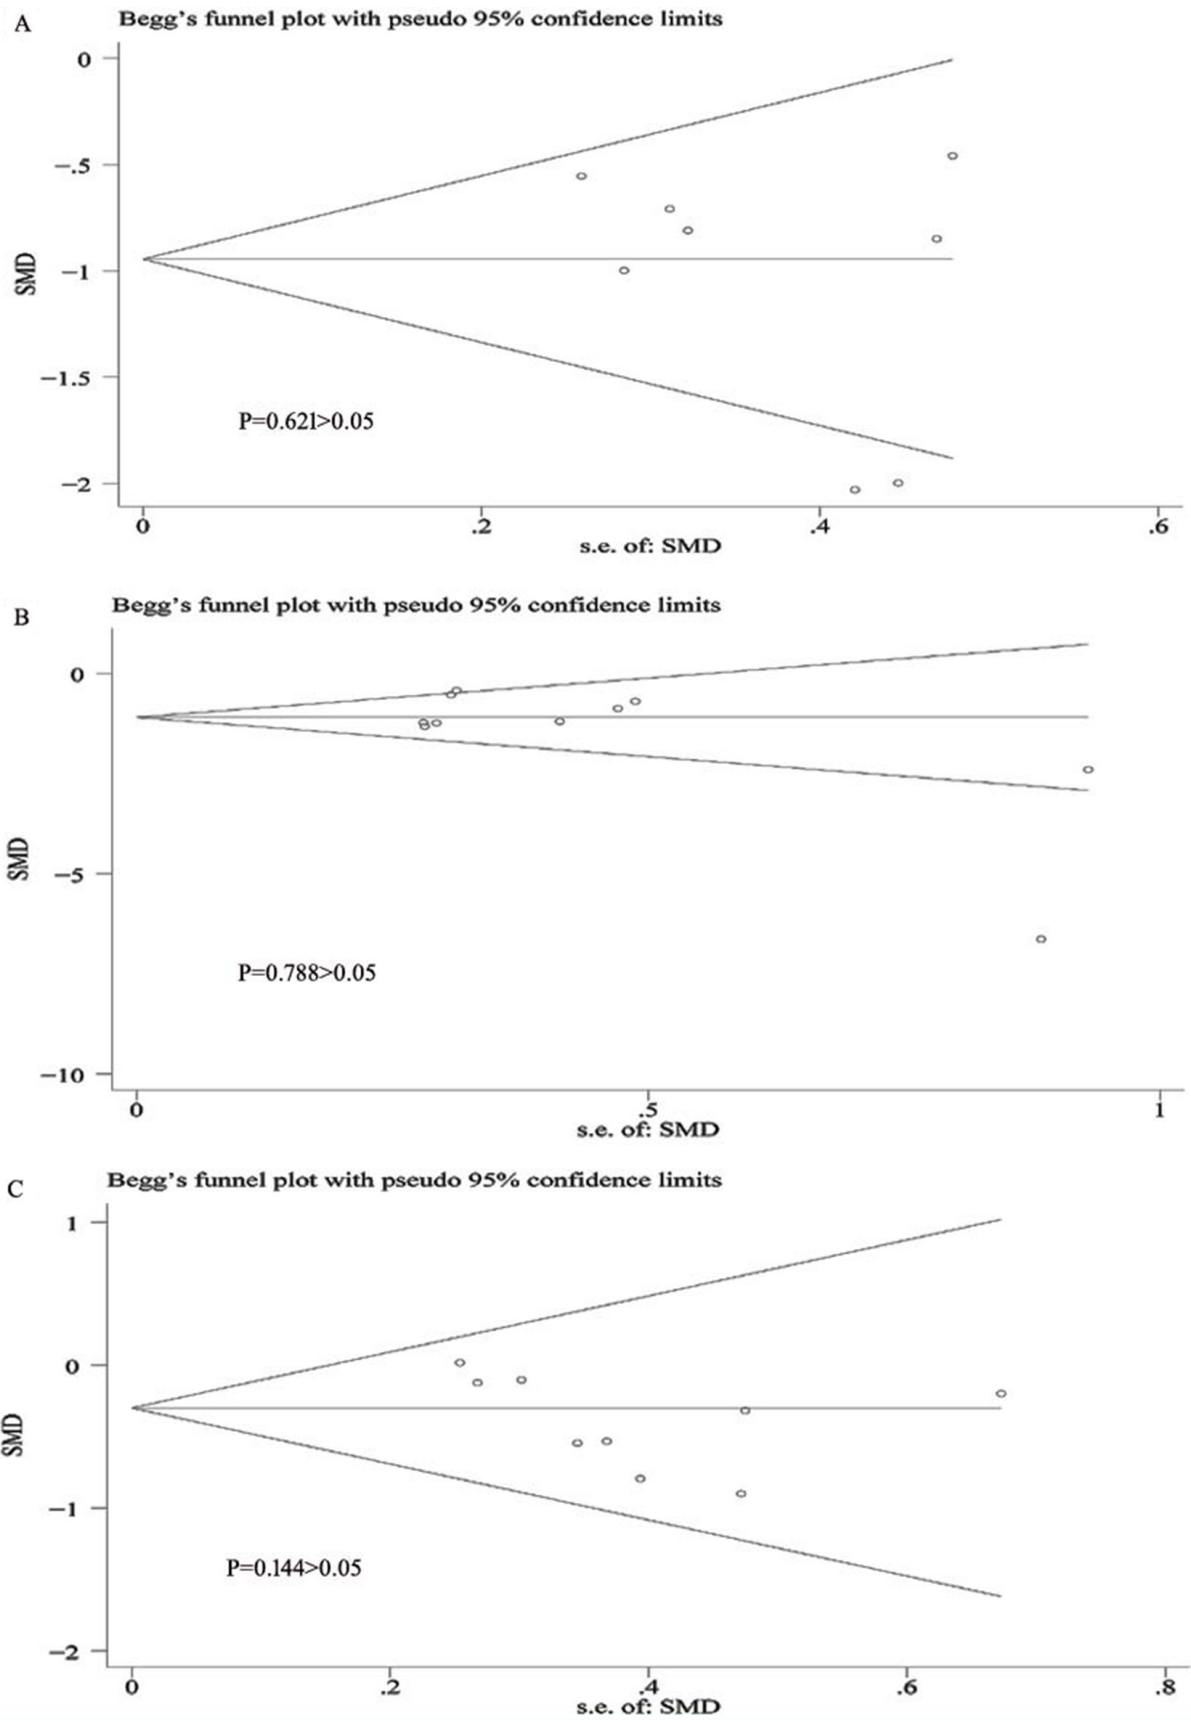 A
Begg's funnel plot with pseudo 95% confidence limits
0
−.5
−1
−1.5
−2
SMD
P=0.621>0.05
0 .2 .4 .6
s.e. of: SMD
B
Begg's funnel plot with pseudo 95% confidence limits
0
−5
−10
SMD
P=0.788>0.05
0 .5 1
s.e. of: SMD
C
Begg's funnel plot with pseudo 95% confidence limits
1
0
−1
−2
SMD
P=0.144>0.05
0 .2 .4 .6 .8
s.e. of: SMD